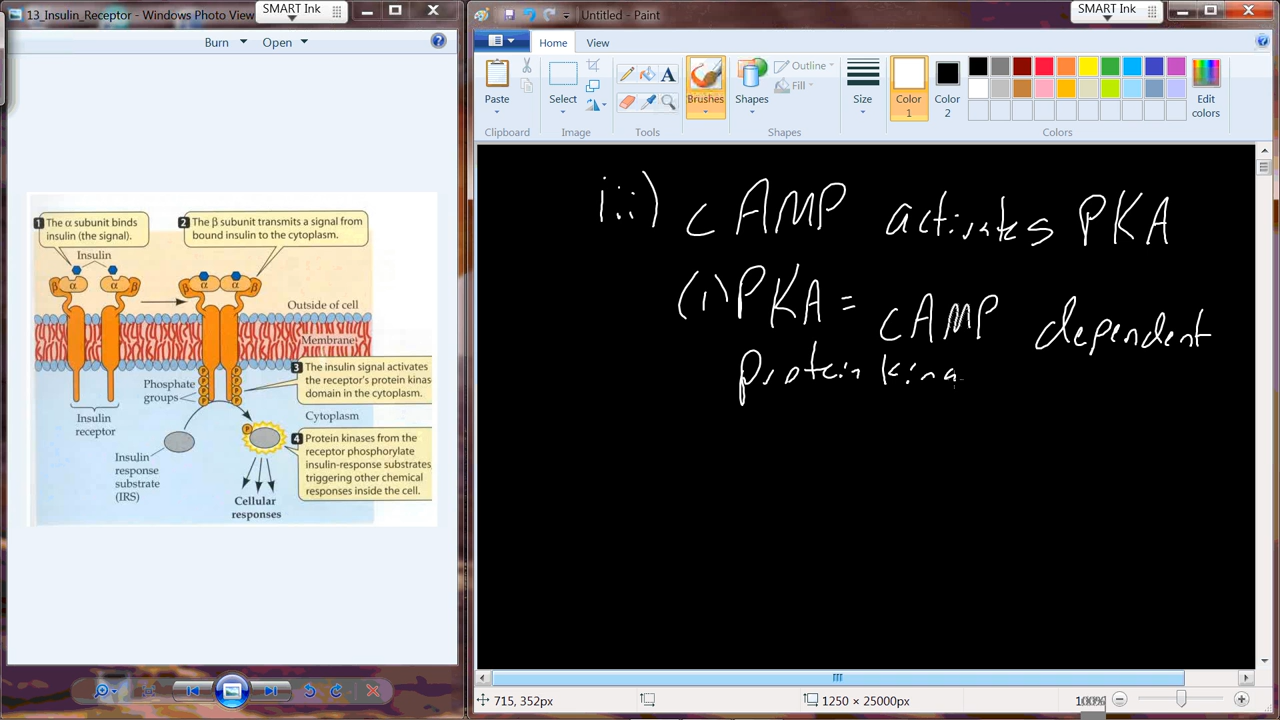 13_Insulin_Receptor - Windows Photo View
SMART Ink
Burn
Open
1 The α subunit binds
insulin (the signal).
2 The β subunit transmits a signal from
bound insulin to the cytoplasm.
Insulin
β α α β
β α α β
Outside of cell
Membrane
3 The insulin signal activates
the receptor's protein kinas
domain in the cytoplasm.
Phosphate
groups
Cytoplasm
Insulin
receptor
P
4 Protein kinases from the
receptor phosphorylate
insulin-response substrates,
triggering other chemical
responses inside the cell.
Insulin
response
substrate
(IRS)
Cellular
responses
Untitled - Paint
SMART Ink
Home
View
Paste
Select
Brushes
Shapes
Outline
Fill
Size
Color
1
Color
2
Edit
colors
Clipboard
Image
Tools
Shapes
Colors
iii) cAMP activates PKA
(i) PKA = cAMP dependent
protein kina
715, 352px
1250 × 25000px
100%